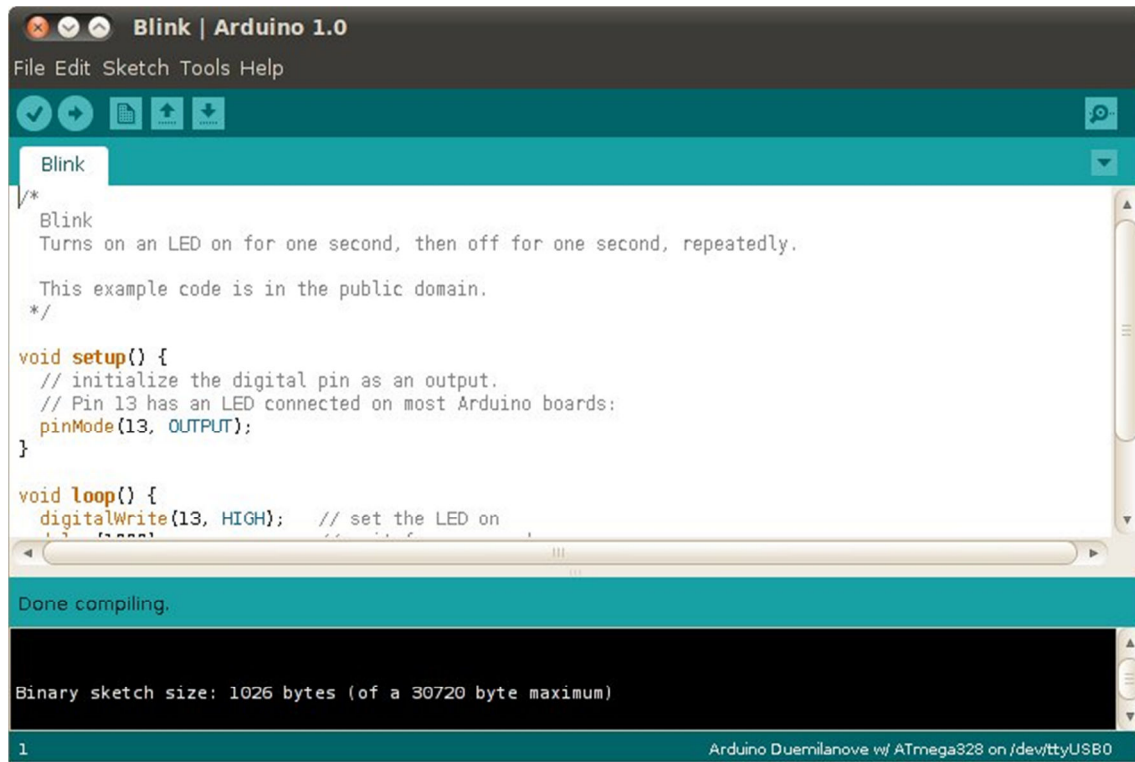 Blink | Arduino 1.0
File Edit Sketch Tools Help
Blink
/*
Blink
Turns on an LED on for one second, then off for one second, repeatedly.
This example code is in the public domain.
*/
void setup() {
// initialize the digital pin as an output.
// Pin 13 has an LED connected on most Arduino boards:
pinMode(13, OUTPUT);
}
void loop() {
digitalWrite(13, HIGH);   // set the LED on
Done compiling.
Binary sketch size: 1026 bytes (of a 30720 byte maximum)
1
Arduino Duemilanove w/ ATmega328 on /dev/ttyUSB0